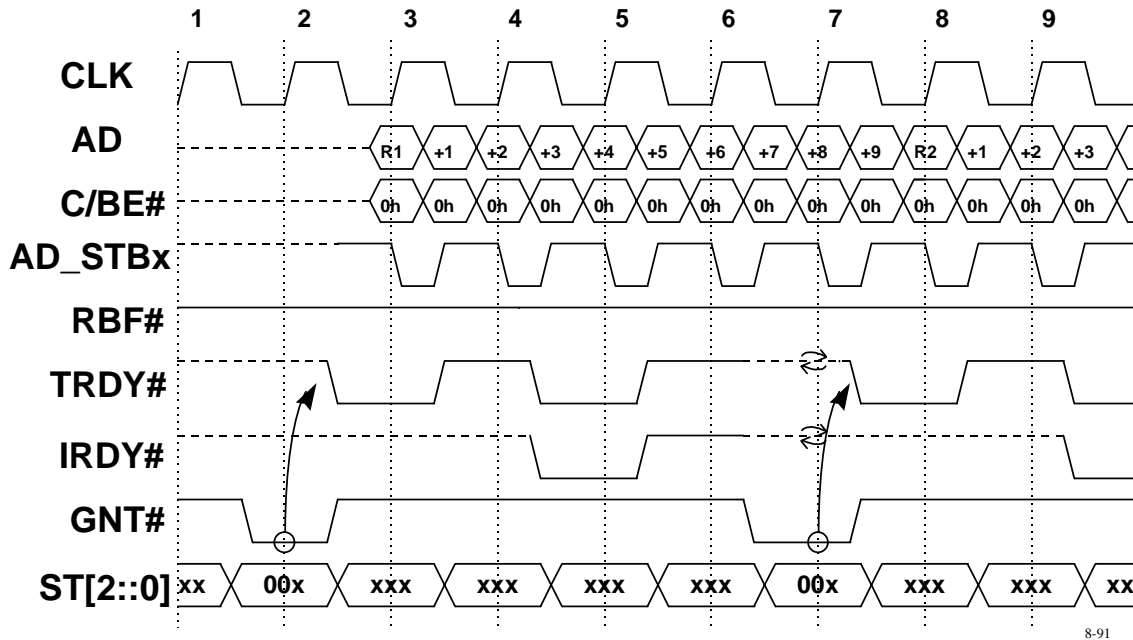 1 2 3 4 5 6 7 8 9
CLK
AD R1 +1 +2 +3 +4 +5 +6 +7 +8 +9 R2 +1 +2 +3
C/BE# 0h 0h 0h 0h 0h 0h 0h 0h 0h 0h 0h 0h 0h 0h
AD_STBx
RBF#
TRDY#
IRDY#
GNT#
ST[2::0] xx 00x xxx xxx xxx xxx 00x xxx xxx xx
8-91